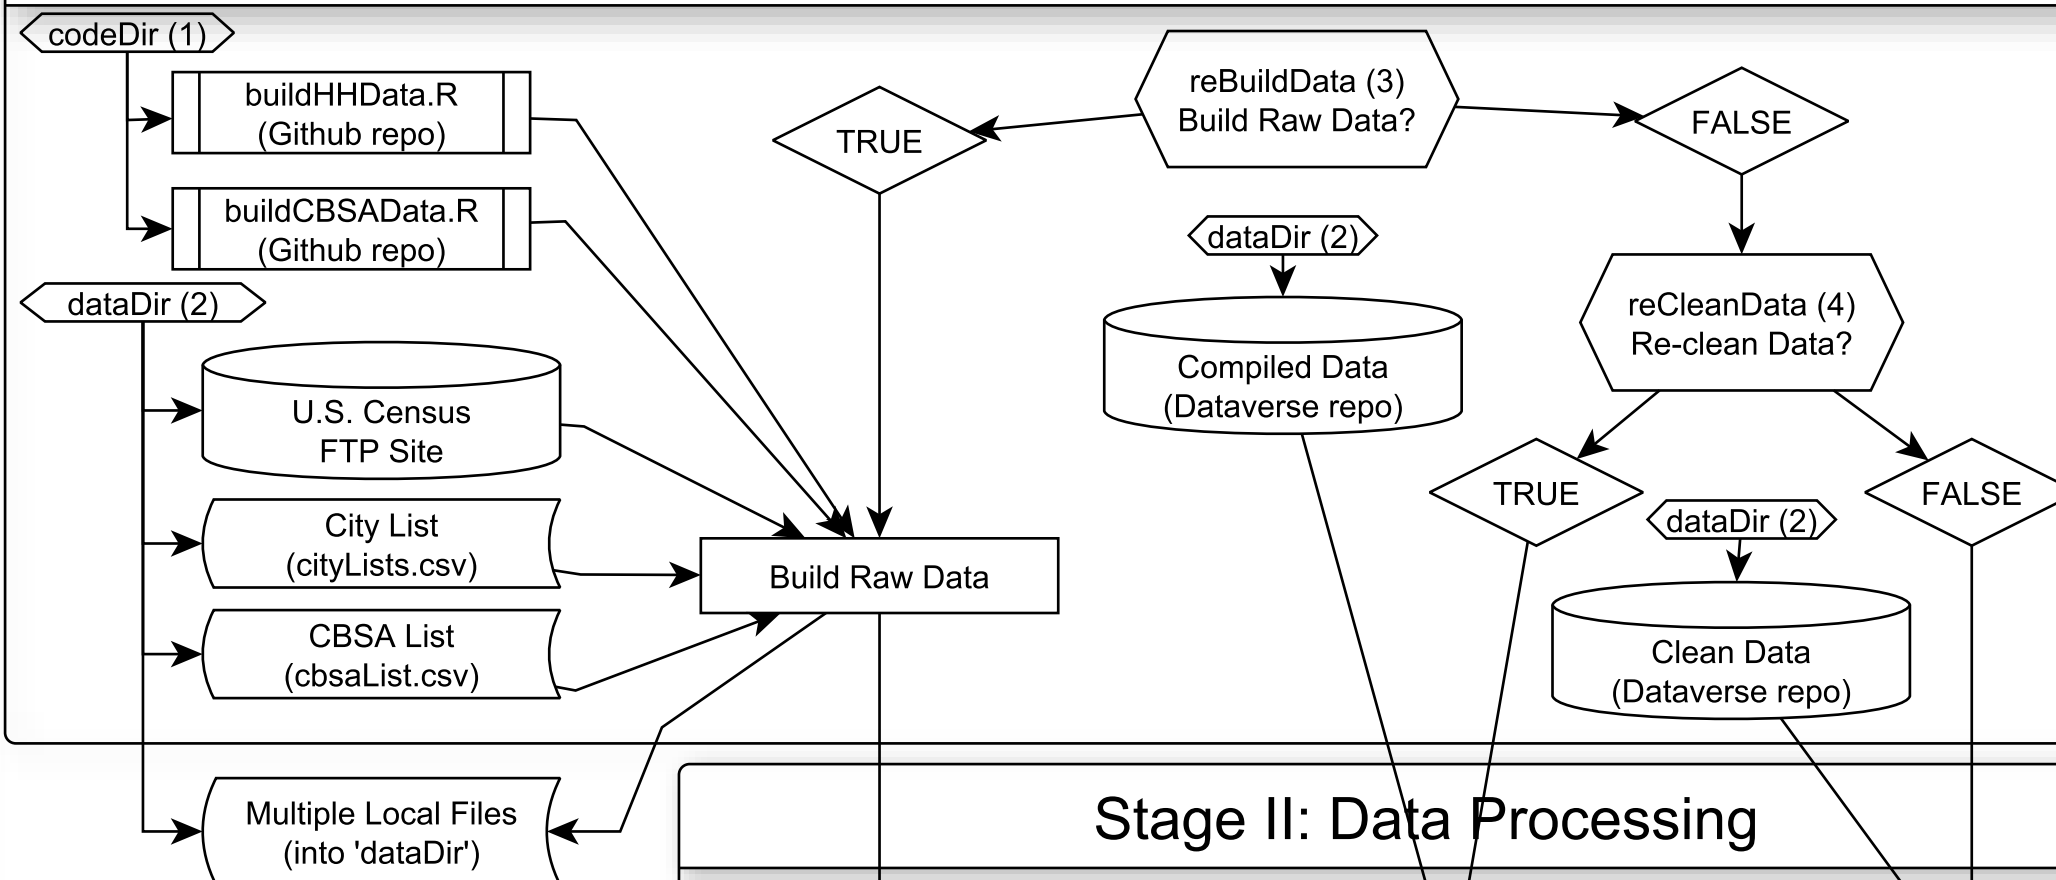 codeDir (1)
buildHHData.R
(Github repo)
buildCBSAData.R
(Github repo)
dataDir (2)
U.S. Census
FTP Site
City List
(cityLists.csv)
CBSA List
(cbsaList.csv)
Multiple Local Files
(into 'dataDir')
TRUE
Build Raw Data
reBuildData (3)
Build Raw Data?
FALSE
dataDir (2)
Compiled Data
(Dataverse repo)
reCleanData (4)
Re-clean Data?
TRUE
FALSE
dataDir (2)
Clean Data
(Dataverse repo)
Stage II: Data Processing